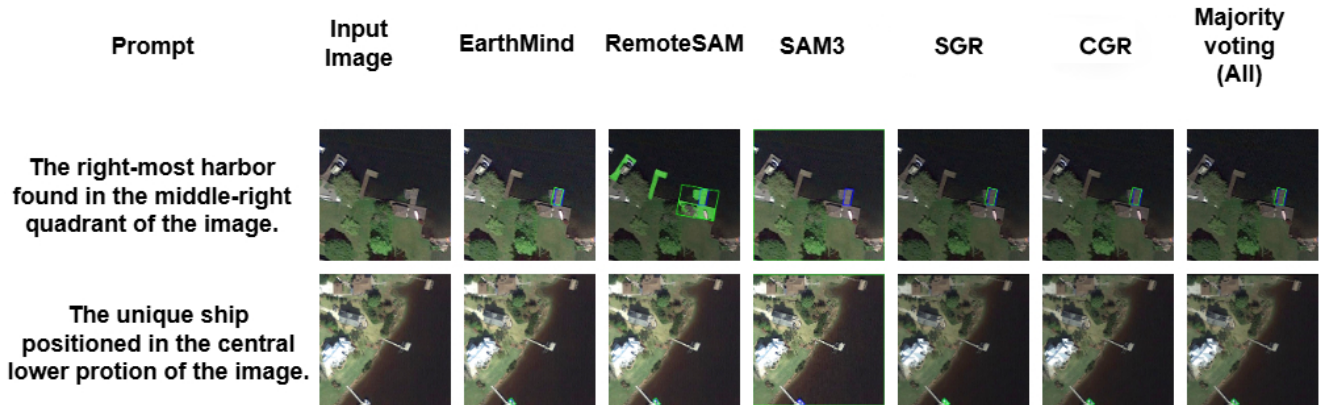 Prompt
Input
Image
EarthMind
RemoteSAM
SAM3
SGR
CGR
Majority
voting
(All)
The right-most harbor
found in the middle-right
quadrant of the image.
The unique ship
positioned in the central
lower protion of the image.